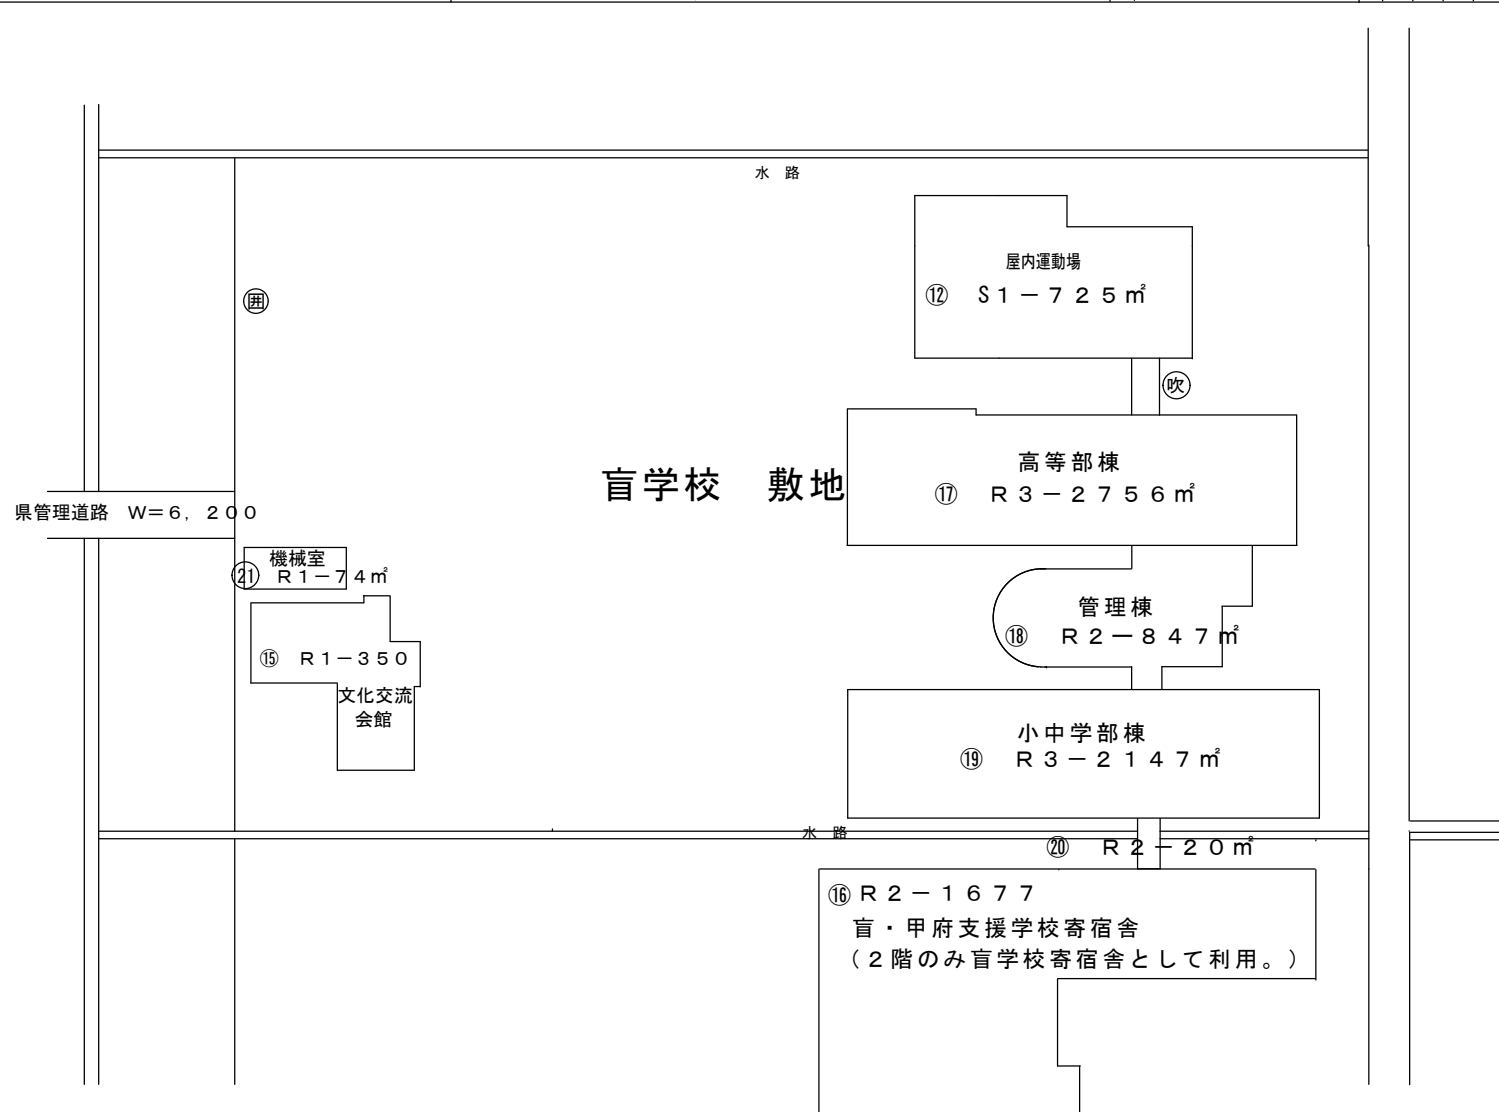 水 路
屋内運動場
⑫ S1－725㎡
囲
吹
高等部棟
盲学校 敷地
⑰ R3－2756㎡
県管理道路 W＝6,200
機械室
㉑ R1－74㎡
管理棟
⑱ R2－847㎡
⑮ R1－350
文化交流
会館
小中学部棟
⑲ R3－2147㎡
水 路
⑳ R2－20㎡
⑯ R2－1677
盲・甲府支援学校寄宿舎
（2階のみ盲学校寄宿舎として利用。）